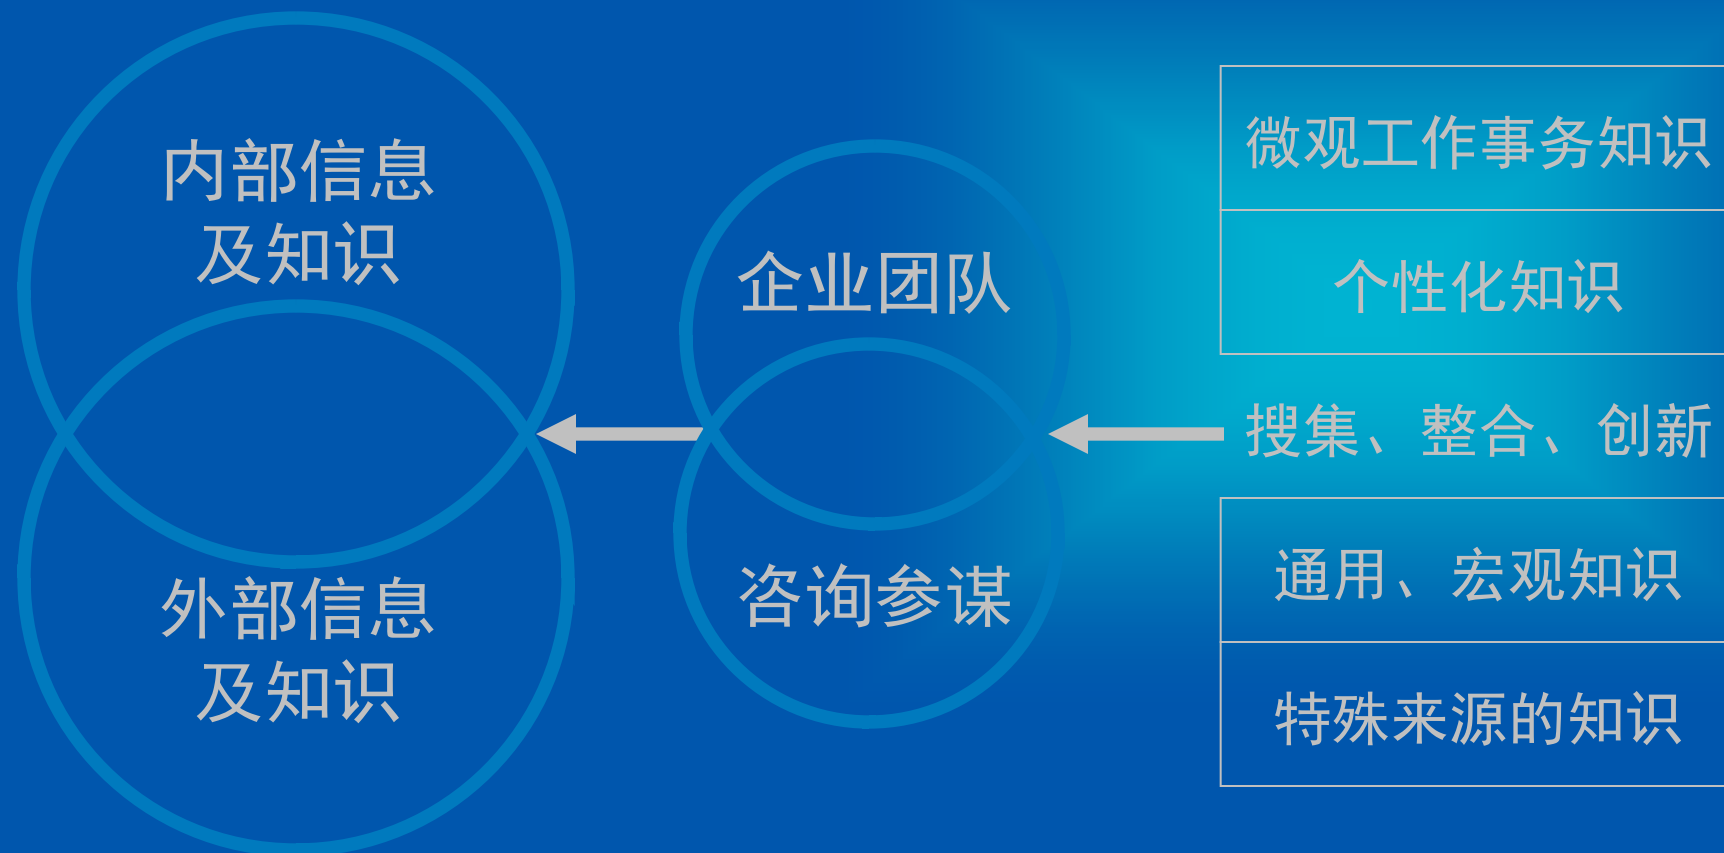 内部信息
及知识
外部信息
及知识
企业团队
咨询参谋
微观工作事务知识
个性化知识
搜集、整合、创新
通用、宏观知识
特殊来源的知识